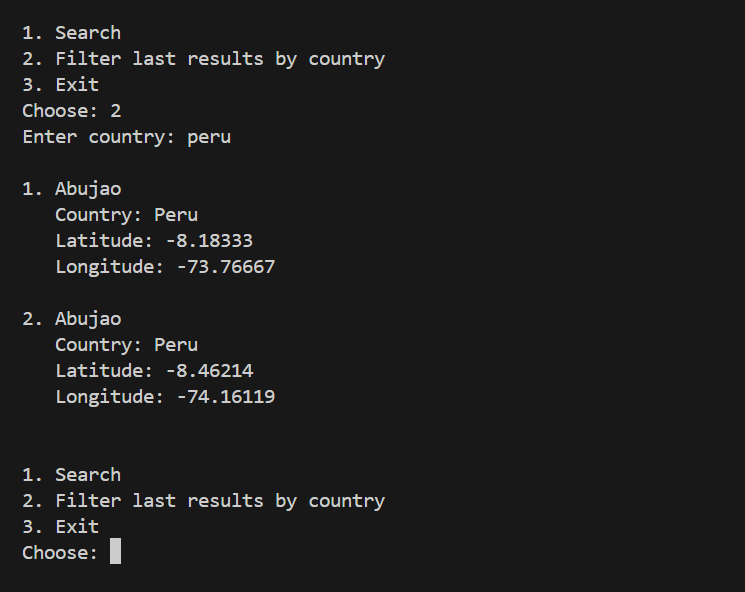 1. Search
2. Filter last results by country
3. Exit
Choose: 2
Enter country: peru
1. Abujao
Country: Peru
Latitude: -8.18333
Longitude: -73.76667
2. Abujao
Country: Peru
Latitude: -8.46214
Longitude: -74.16119
1. Search
2. Filter last results by country
3. Exit
Choose: